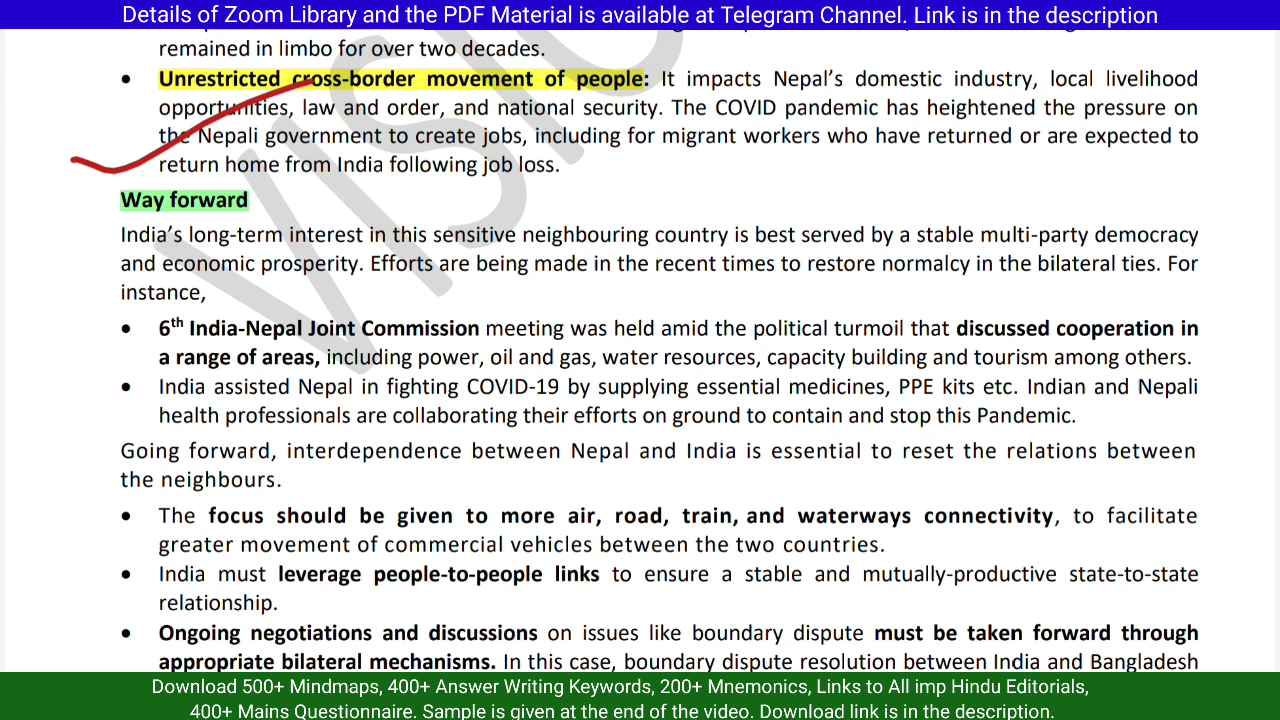 Details of Zoom Library and the PDF Material is available at Telegram Channel. Link is in the description
remained in limbo for over two decades.
• Unrestricted cross-border movement of people: It impacts Nepal's domestic industry, local livelihood
opportunities, law and order, and national security. The COVID pandemic has heightened the pressure on
the Nepali government to create jobs, including for migrant workers who have returned or are expected to
return home from India following job loss.
Way forward
India's long-term interest in this sensitive neighbouring country is best served by a stable multi-party democracy
and economic prosperity. Efforts are being made in the recent times to restore normalcy in the bilateral ties. For
instance,
• 6th India-Nepal Joint Commission meeting was held amid the political turmoil that discussed cooperation in
a range of areas, including power, oil and gas, water resources, capacity building and tourism among others.
• India assisted Nepal in fighting COVID-19 by supplying essential medicines, PPE kits etc. Indian and Nepali
health professionals are collaborating their efforts on ground to contain and stop this Pandemic.
Going forward, interdependence between Nepal and India is essential to reset the relations between
the neighbours.
• The focus should be given to more air, road, train, and waterways connectivity, to facilitate
greater movement of commercial vehicles between the two countries.
• India must leverage people-to-people links to ensure a stable and mutually-productive state-to-state
relationship.
• Ongoing negotiations and discussions on issues like boundary dispute must be taken forward through
appropriate bilateral mechanisms. In this case, boundary dispute resolution between India and Bangladesh
Download 500+ Mindmaps, 400+ Answer Writing Keywords, 200+ Mnemonics, Links to All imp Hindu Editorials,
400+ Mains Questionnaire. Sample is given at the end of the video. Download link is in the description.